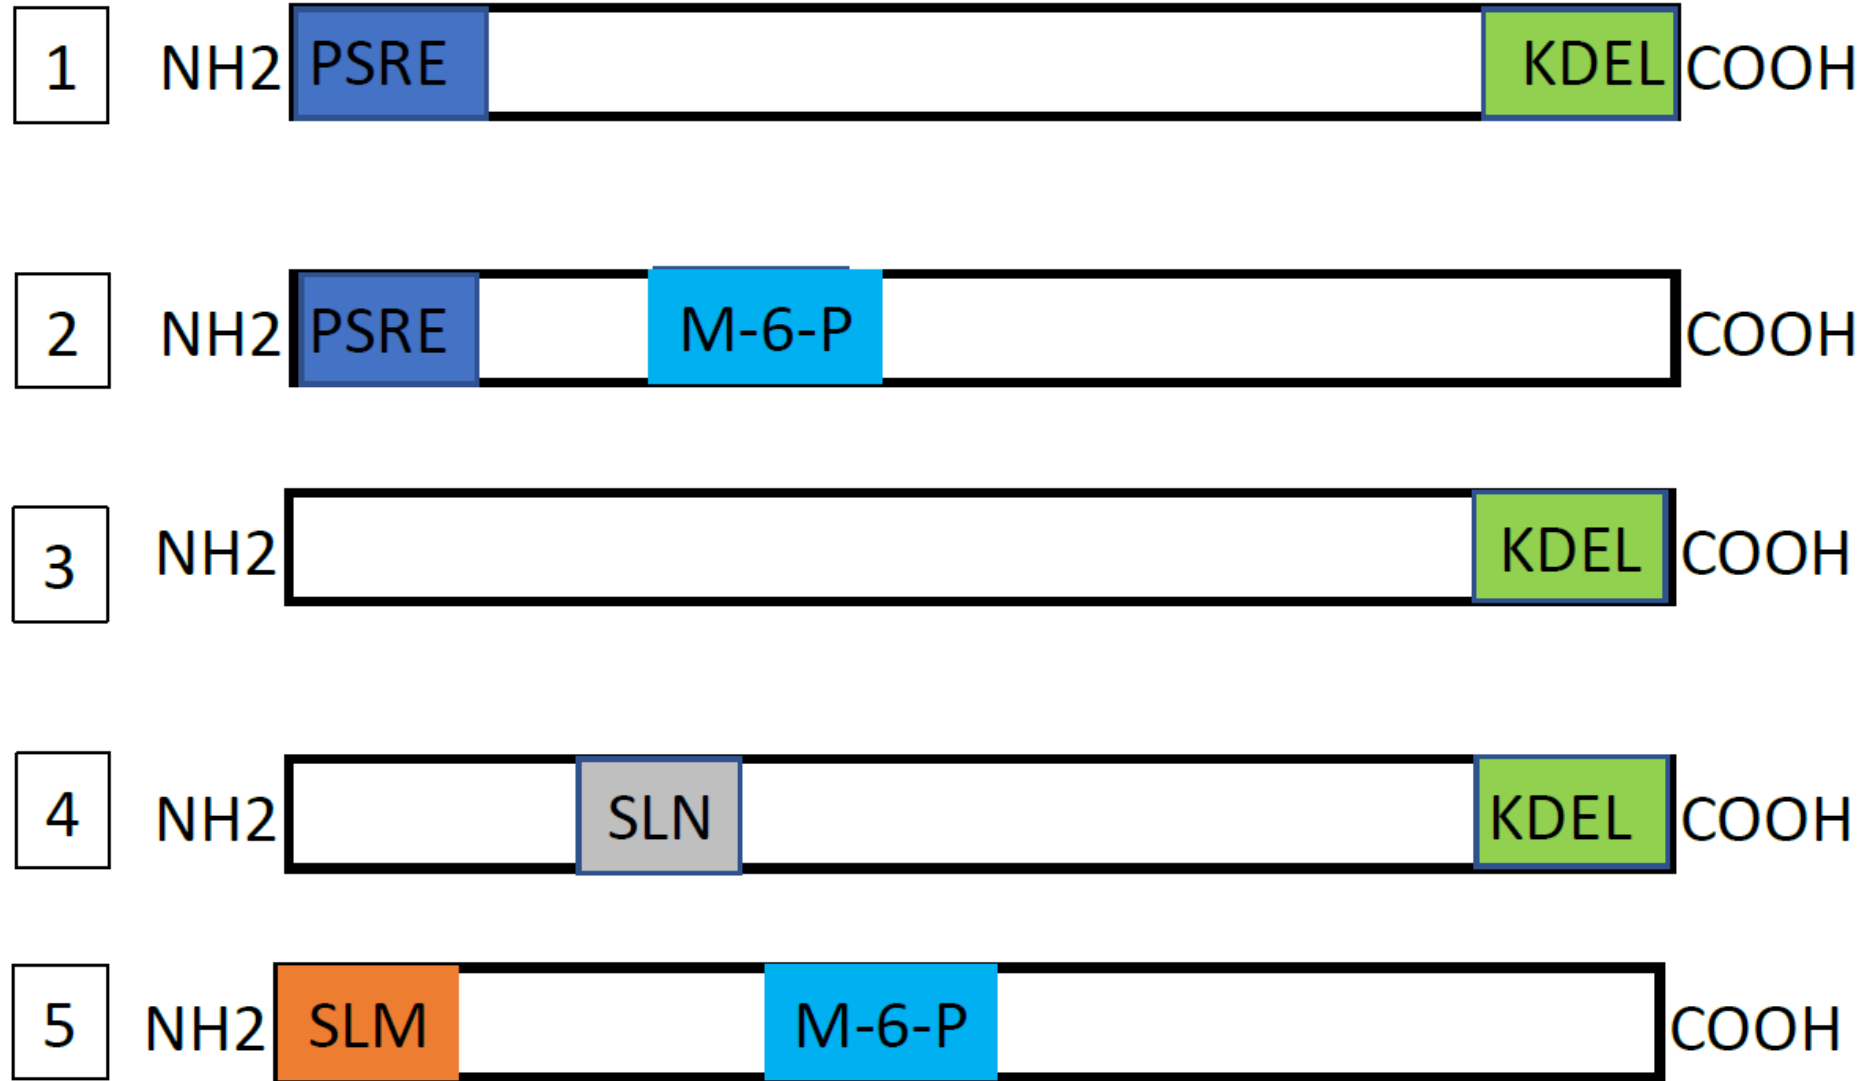 1 NH2 PSRE KDEL COOH
2 NH2 PSRE M-6-P COOH
3 NH2 KDEL COOH
4 NH2 SLN KDEL COOH
5 NH2 SLM M-6-P COOH